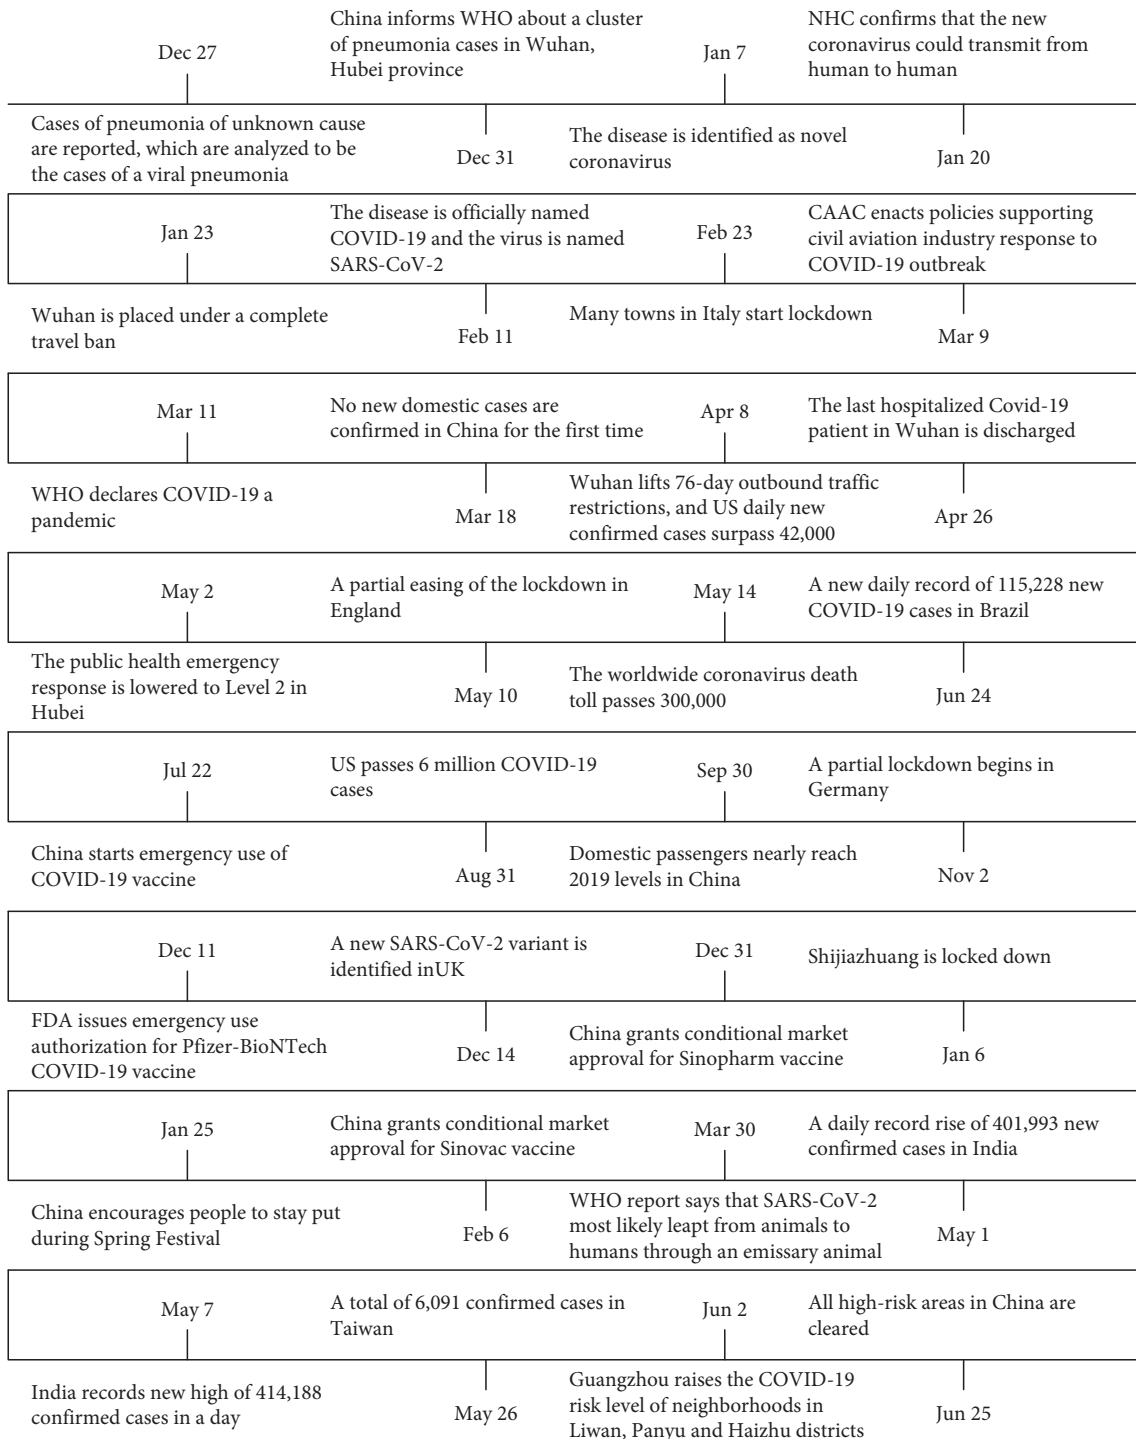 Dec 27
Cases of pneumonia of unknown cause
are reported, which are analyzed to be
the cases of a viral pneumonia
China informs WHO about a cluster
of pneumonia cases in Wuhan,
Hubei province
Dec 31
Jan 7
The disease is identified as novel
coronavirus
NHC confirms that the new
coronavirus could transmit from
human to human
Jan 20
Jan 23
Wuhan is placed under a complete
travel ban
The disease is officially named
COVID-19 and the virus is named
SARS-CoV-2
Feb 11
Feb 23
Many towns in Italy start lockdown
CAAC enacts policies supporting
civil aviation industry response to
COVID-19 outbreak
Mar 9
Mar 11
WHO declares COVID-19 a
pandemic
No new domestic cases are
confirmed in China for the first time
Mar 18
Apr 8
Wuhan lifts 76-day outbound traffic
restrictions, and US daily new
confirmed cases surpass 42,000
The last hospitalized Covid-19
patient in Wuhan is discharged
Apr 26
May 2
The public health emergency
response is lowered to Level 2 in
Hubei
A partial easing of the lockdown in
England
May 10
May 14
The worldwide coronavirus death
toll passes 300,000
A new daily record of 115,228 new
COVID-19 cases in Brazil
Jun 24
Jul 22
China starts emergency use of
COVID-19 vaccine
US passes 6 million COVID-19
cases
Aug 31
Sep 30
Domestic passengers nearly reach
2019 levels in China
A partial lockdown begins in
Germany
Nov 2
Dec 11
FDA issues emergency use
authorization for Pfizer-BioNTech
COVID-19 vaccine
A new SARS-CoV-2 variant is
identified inUK
Dec 14
Dec 31
China grants conditional market
approval for Sinopharm vaccine
Shijiazhuang is locked down
Jan 6
Jan 25
China encourages people to stay put
during Spring Festival
China grants conditional market
approval for Sinovac vaccine
Feb 6
Mar 30
WHO report says that SARS-CoV-2
most likely leapt from animals to
humans through an emissary animal
A daily record rise of 401,993 new
confirmed cases in India
May 1
May 7
India records new high of 414,188
confirmed cases in a day
A total of 6,091 confirmed cases in
Taiwan
May 26
Jun 2
Guangzhou raises the COVID-19
risk level of neighborhoods in
Liwan, Panyu and Haizhu districts
All high-risk areas in China are
cleared
Jun 25